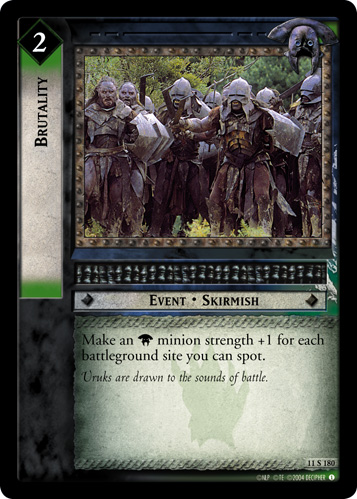 2
BRUTALITY
EVENT • SKIRMISH
Make an minion strength +1 for each
battleground site you can spot.
Uruks are drawn to the sounds of battle.
11 S 180
©NLP ©TE ©2004 DECIPHER